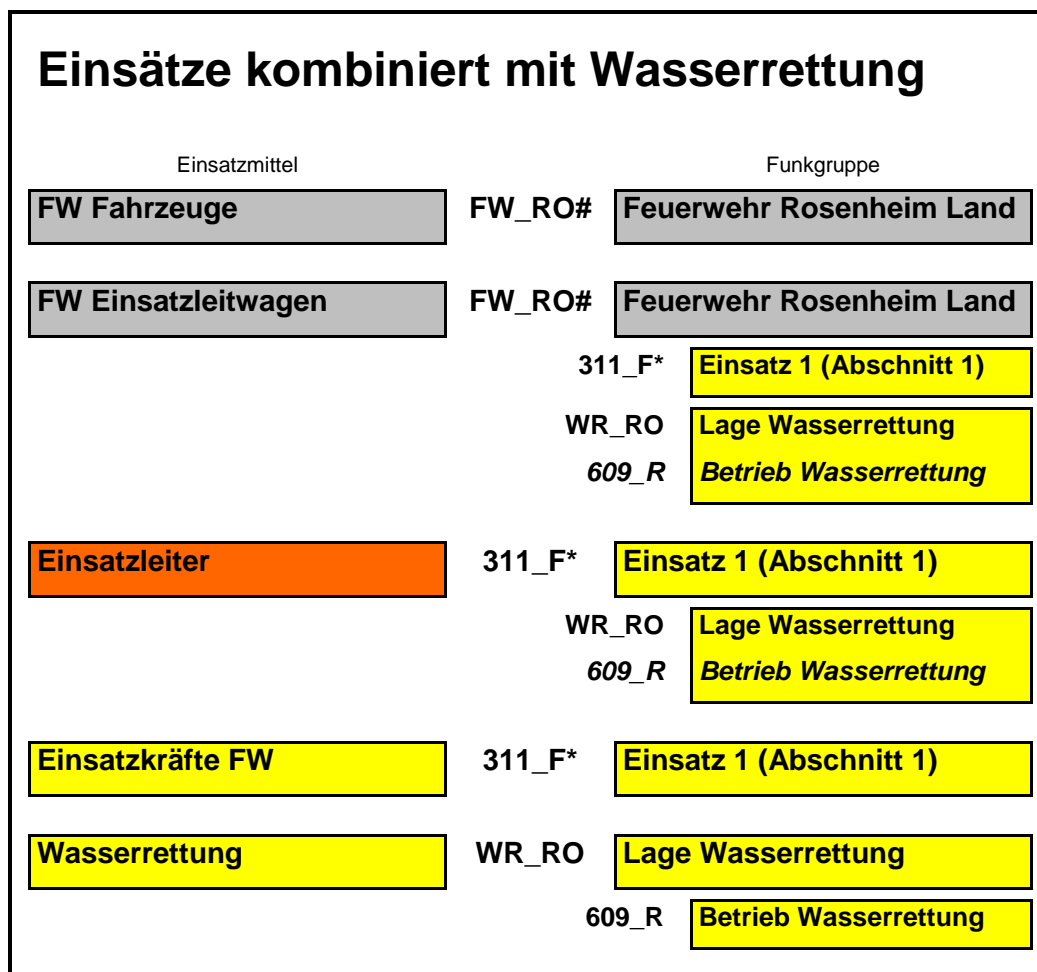 Einsätze kombiniert mit Wasserrettung
Einsatzmittel Funkgruppe
FW Fahrzeuge FW_RO# Feuerwehr Rosenheim Land
FW Einsatzleitwagen FW_RO# Feuerwehr Rosenheim Land
311_F* Einsatz 1 (Abschnitt 1)
WR_RO Lage Wasserrettung
609_R Betrieb Wasserrettung
Einsatzleiter 311_F* Einsatz 1 (Abschnitt 1)
WR_RO Lage Wasserrettung
609_R Betrieb Wasserrettung
Einsatzkräfte FW 311_F* Einsatz 1 (Abschnitt 1)
Wasserrettung WR_RO Lage Wasserrettung
609_R Betrieb Wasserrettung